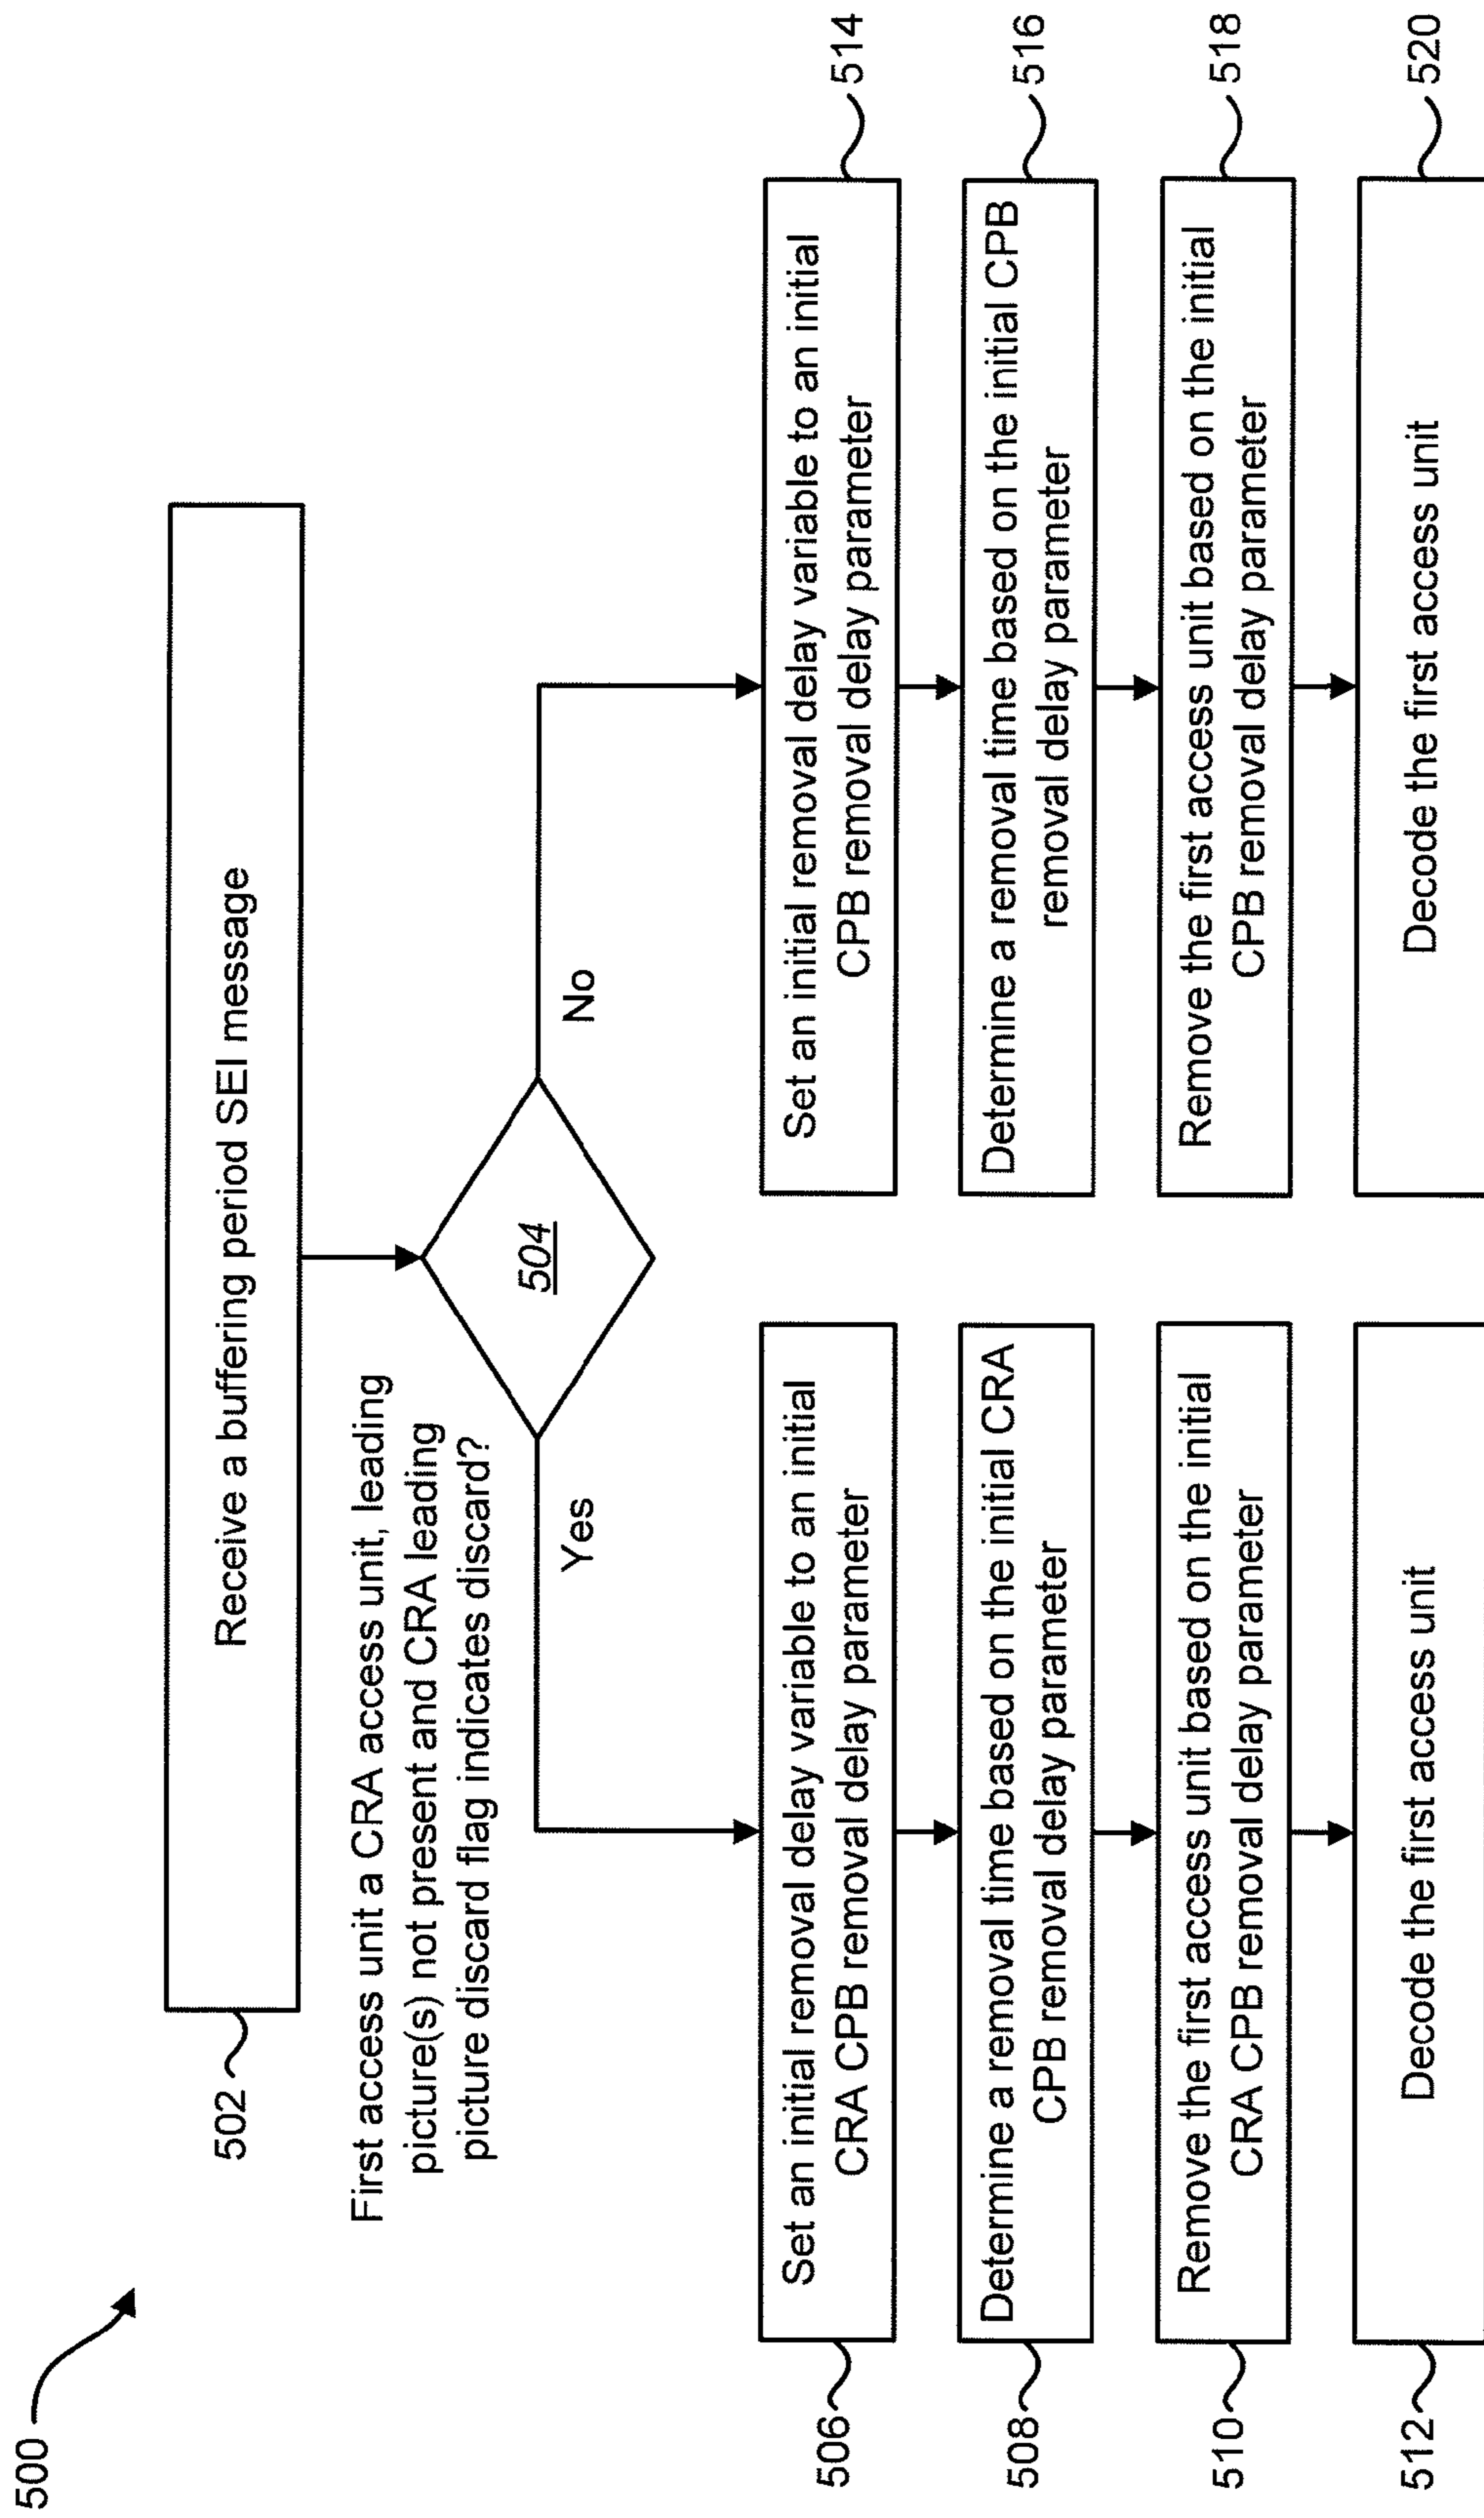 500
502
Receive a buffering period SEI message
First access unit a CRA access unit, leading
picture(s) not present and CRA leading
picture discard flag indicates discard?
504
Yes
No
506
Set an initial removal delay variable to an initial
CRA CPB removal delay parameter
508
Determine a removal time based on the initial CRA
CPB removal delay parameter
510
Remove the first access unit based on the initial
CRA CPB removal delay parameter
512
Decode the first access unit
Set an initial removal delay variable to an initial
CPB removal delay parameter
514
Determine a removal time based on the initial CPB
removal delay parameter
516
Remove the first access unit based on the initial
CPB removal delay parameter
518
Decode the first access unit
520